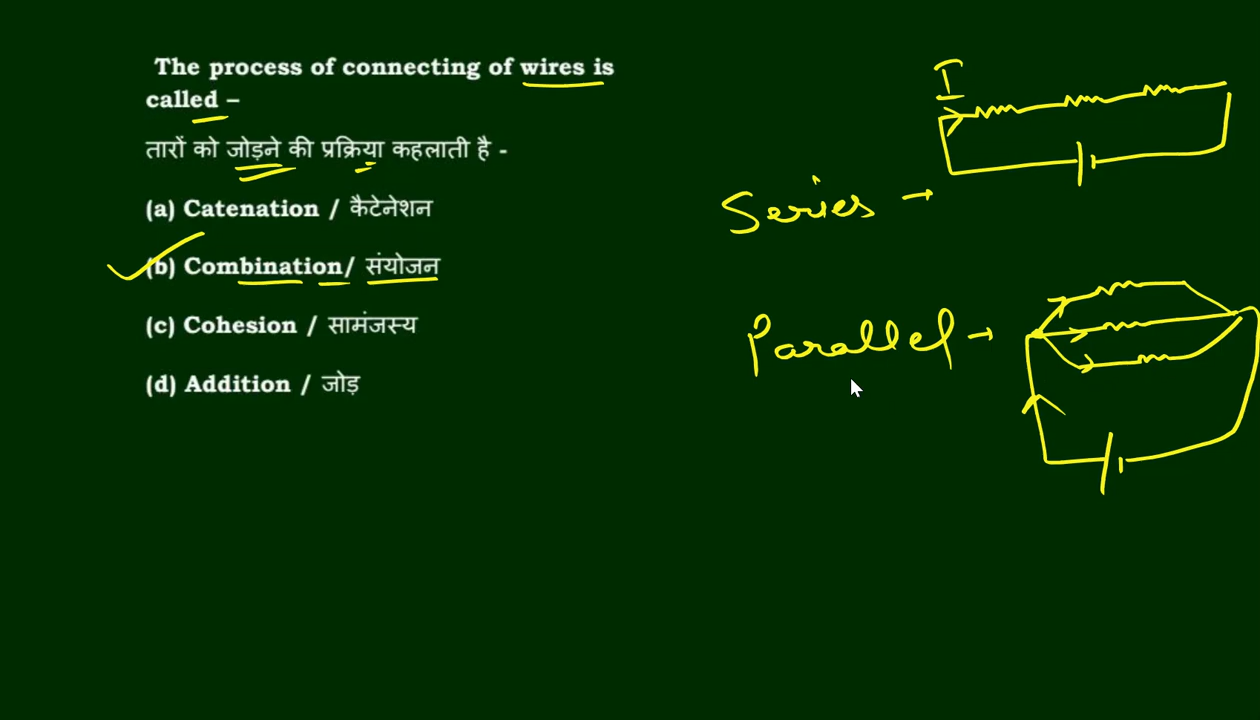 The process of connecting of wires is
called –
तारों को जोड़ने की प्रक्रिया कहलाती है -
(a) Catenation / कैटेनेशन
(b) Combination/ संयोजन
(c) Cohesion / सामंजस्य
(d) Addition / जोड़
I
Series →
Parallel →